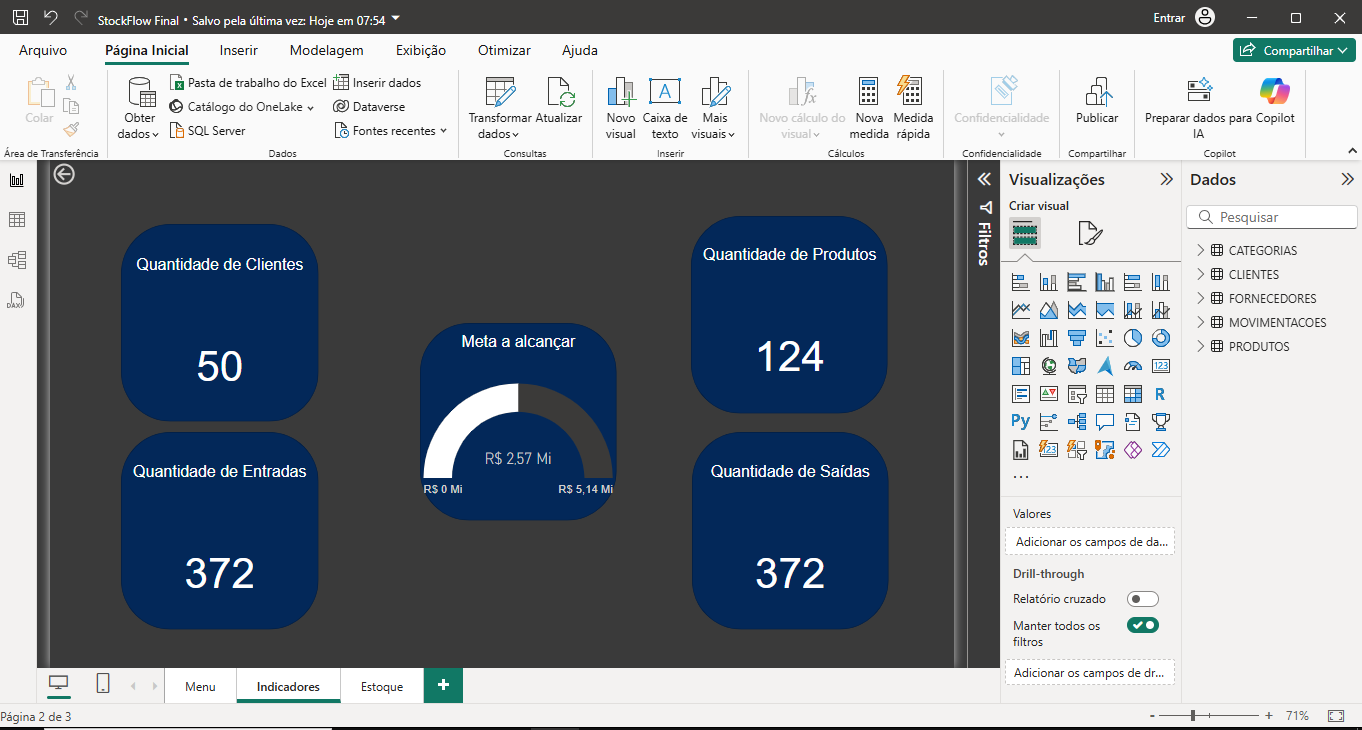 StockFlow Final • Salvo pela última vez: Hoje em 07:54
Entrar
Arquivo
Página Inicial
Inserir
Modelagem
Exibição
Otimizar
Ajuda
Compartilhar
Colar
Área de Transferência
Obter
dados
Pasta de trabalho do Excel
Catálogo do OneLake
SQL Server
Inserir dados
Dataverse
Fontes recentes
Dados
Transformar
dados
Atualizar
Consultas
Novo
visual
A
Caixa de
texto
Mais
visuais
Inserir
Novo cálculo do
visual
Nova
medida
Medida
rápida
Cálculos
Confidencialidade
Confidencialidade
Publicar
Compartilhar
Preparar dados para
IA
Copilot
Copilot
DAX
Quantidade de Clientes
50
Quantidade de Entradas
372
Meta a alcançar
R$ 2,57 Mi
R$ 0 Mi
R$ 5,14 Mi
Quantidade de Produtos
124
Quantidade de Saídas
372
Filtros
Visualizações
Criar visual
123
R
Py
123
...
Valores
Adicionar os campos de da...
Drill-through
Relatório cruzado
Manter todos os
filtros
Adicionar os campos de dr...
Dados
Pesquisar
CATEGORIAS
CLIENTES
FORNECEDORES
MOVIMENTACOES
PRODUTOS
Menu
Indicadores
Estoque
+
Página 2 de 3
- + 71%